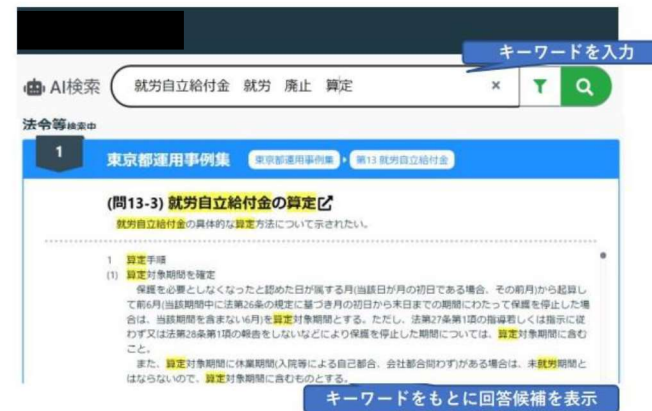 キーワードを入力
AI検索
就労自立給付金 就労 廃止 算定 ×
法令等検索中
1
東京都運用事例集 東京都運用事例集 第13 就労自立給付金
(問13-3) 就労自立給付金の算定
就労自立給付金の具体的な算定方法について示されたい。
1 算定手順
(1) 算定対象期間を確定
保護を必要としなくなったと認めた日が属する月(当該日が月の初日である場合、その前月)から起算し
て前6月(当該期間中に法第26条の規定に基づき月の初日から末日までの期間にわたって保護を停止した場
合は、当該期間を含まない6月)を算定対象期間とする。ただし、法第27条第1項の指導若しくは指示に従
わず又は法第28条第1項の報告をしないなどにより保護を停止した期間については、算定対象期間に含む
こと。
また、算定対象期間に休業期間(入院等による自己都合、会社都合問わず)がある場合は、未就労期間と
はならないので、算定対象期間に含むものとする。
キーワードをもとに回答候補を表示